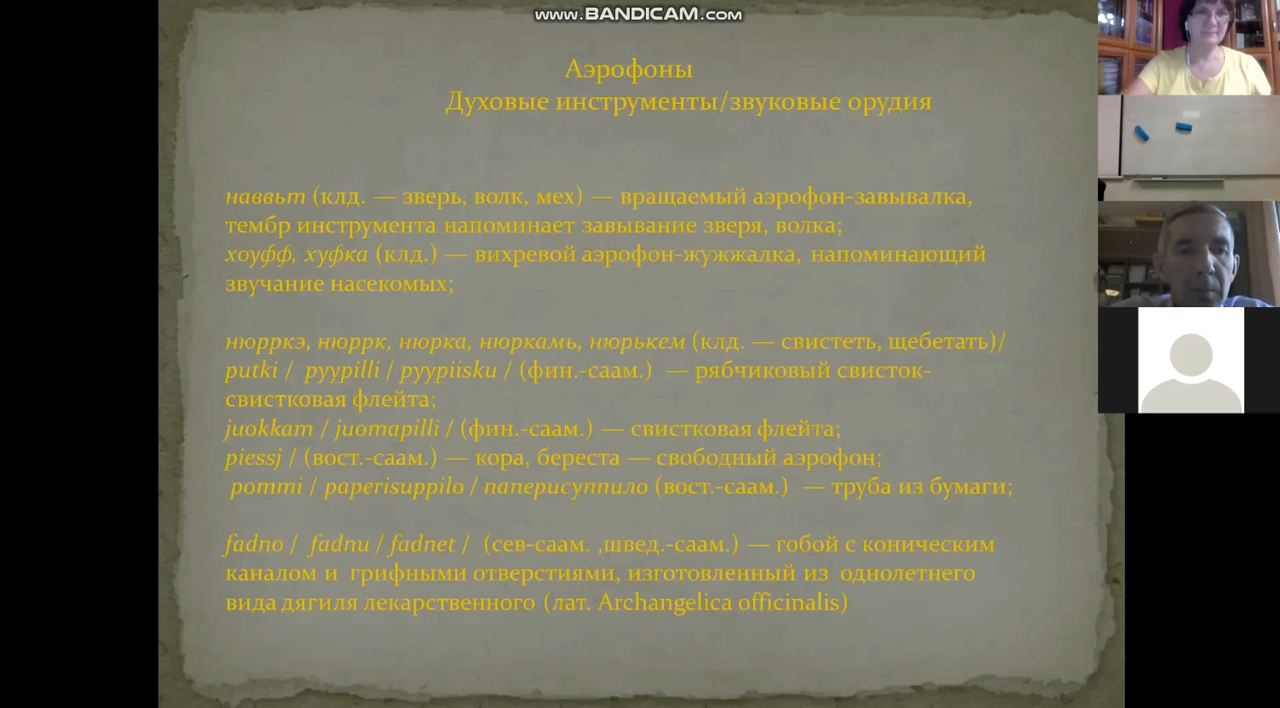 www.BANDICAM.com
Аэрофоны
Духовые инструменты/звуковые орудия
наввьт (клд. — зверь, волк, мех) — вращаемый аэрофон-завывалка,
тембр инструмента напоминает завывание зверя, волка;
хоуфф, хуфка (клд.) — вихревой аэрофон-жужжалка, напоминающий
звучание насекомых;
нюрркэ, нюррк, нюрка, нюркамь, нюрькем (клд. — свистеть, щебетать)/
putki / pyypilli / pyypiisku / (фин.-саам.) — рябчиковый свисток-
свистковая флейта;
juokkam / juomapilli / (фин.-саам.) — свистковая флейта;
piessj / (вост.-саам.) — кора, береста — свободный аэрофон;
pommi / paperisuppilo / паперисуппило (вост.-саам.) — труба из бумаги;
fadno / fadnu / fadnet / (сев-саам. ,швед.-саам.) — гобой с коническим
каналом и грифными отверстиями, изготовленный из однолетнего
вида дягиля лекарственного (лат. Archangelica officinalis)